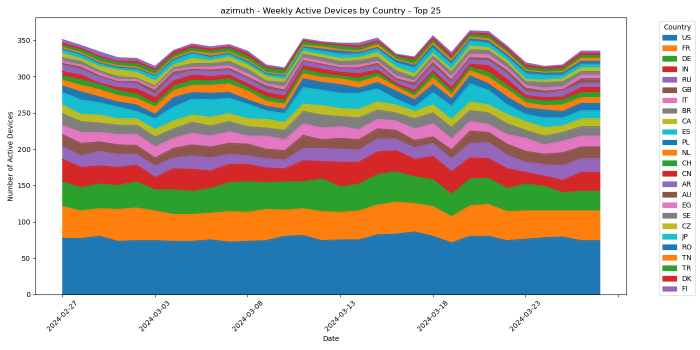 azimuth - Weekly Active Devices by Country - Top 25
Number of Active Devices
350
300
250
200
150
100
50
0
2024-02-27
2024-03-03
2024-03-08
2024-03-13
2024-03-18
2024-03-23
Date
Country
US
FR
DE
IN
RU
GB
IT
BR
CA
ES
PL
NL
CH
CN
AR
AU
EG
SE
CZ
JP
RO
TN
TR
DK
FI